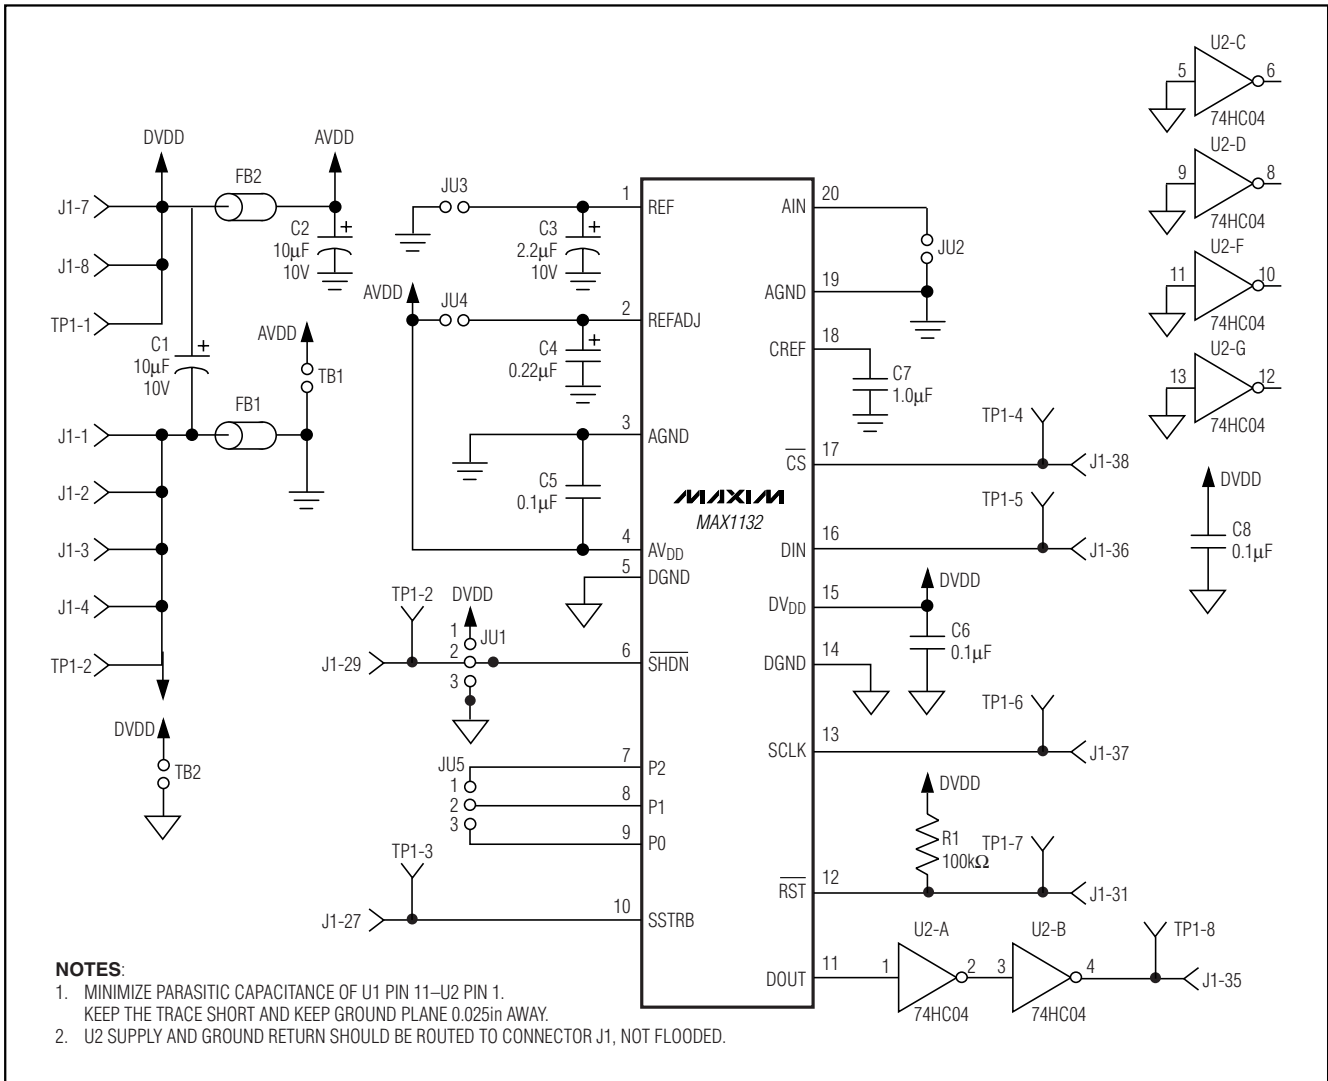 U2-C
5
6
74HC04
U2-D
9
8
74HC04
U2-F
11
10
74HC04
U2-G
13
12
74HC04
DVDD
AVDD
FB2
J1-7
C2
10µF
10V
+
J1-8
TP1-1
C1
10µF
10V
+
AVDD
TB1
FB1
J1-1
J1-2
J1-3
J1-4
TP1-2
DVDD
TB2
JU3
C3
2.2µF
10V
+
1
REF
AVDD
JU4
2
REFADJ
C4
0.22µF
+
3
AGND
C5
0.1µF
4
AVDD
5
DGND
TP1-2
DVDD
1
2
3
JU1
J1-29
6
SHDN
JU5
1
2
3
7
P2
8
P1
9
P0
TP1-3
J1-27
10
SSTRB
MAXIM
MAX1132
AIN
20
JU2
AGND
19
CREF
18
C7
1.0µF
TP1-4
CS
17
J1-38
TP1-5
DIN
16
J1-36
DVDD
DVDD
15
C6
0.1µF
DGND
14
TP1-6
SCLK
13
J1-37
DVDD
R1
100kΩ
TP1-7
RST
12
J1-31
DOUT
11
U2-A
1
2
74HC04
U2-B
3
4
74HC04
TP1-8
J1-35
DVDD
C8
0.1µF
NOTES:
1. MINIMIZE PARASITIC CAPACITANCE OF U1 PIN 11–U2 PIN 1.
KEEP THE TRACE SHORT AND KEEP GROUND PLANE 0.025in AWAY.
2. U2 SUPPLY AND GROUND RETURN SHOULD BE ROUTED TO CONNECTOR J1, NOT FLOODED.